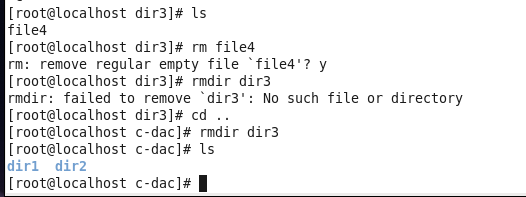 [root@localhost dir3]# ls
file4
[root@localhost dir3]# rm file4
rm: remove regular empty file `file4'? y
[root@localhost dir3]# rmdir dir3
rmdir: failed to remove `dir3': No such file or directory
[root@localhost dir3]# cd ..
[root@localhost c-dac]# rmdir dir3
[root@localhost c-dac]# ls
dir1  dir2
[root@localhost c-dac]#